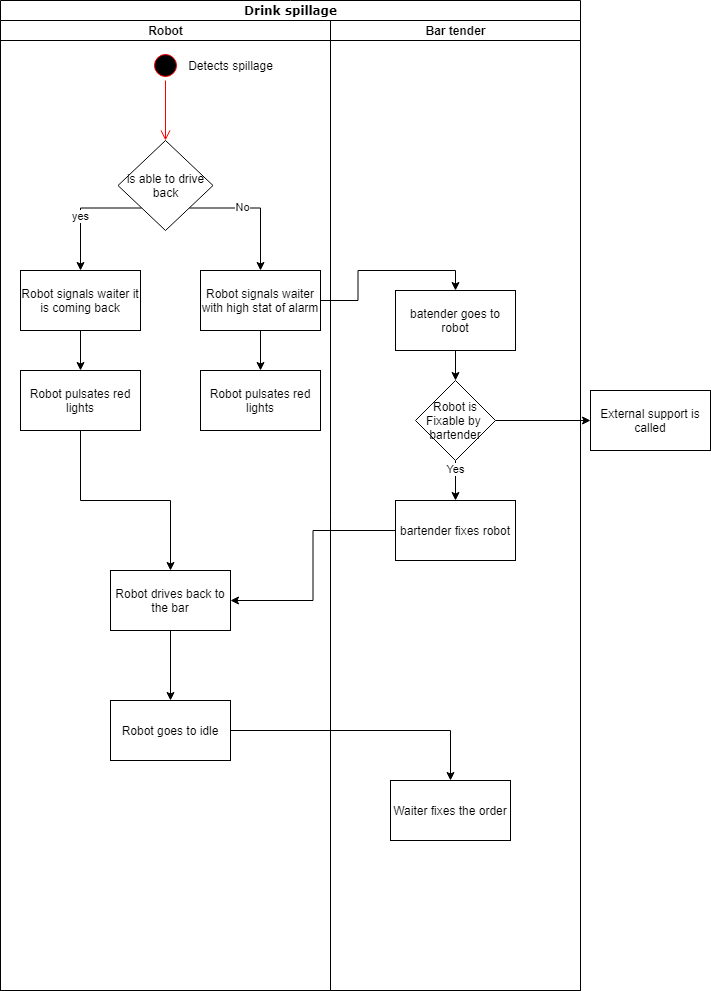 Drink spillage
Robot
Bar tender
Detects spillage
Is able to drive
back
yes
No
Robot signals waiter it
is coming back
Robot signals waiter
with high stat of alarm
batender goes to
robot
Robot pulsates red
lights
Robot pulsates red
lights
Robot is
Fixable by
bartender
External support is
called
Yes
bartender fixes robot
Robot drives back to
the bar
Robot goes to idle
Waiter fixes the order